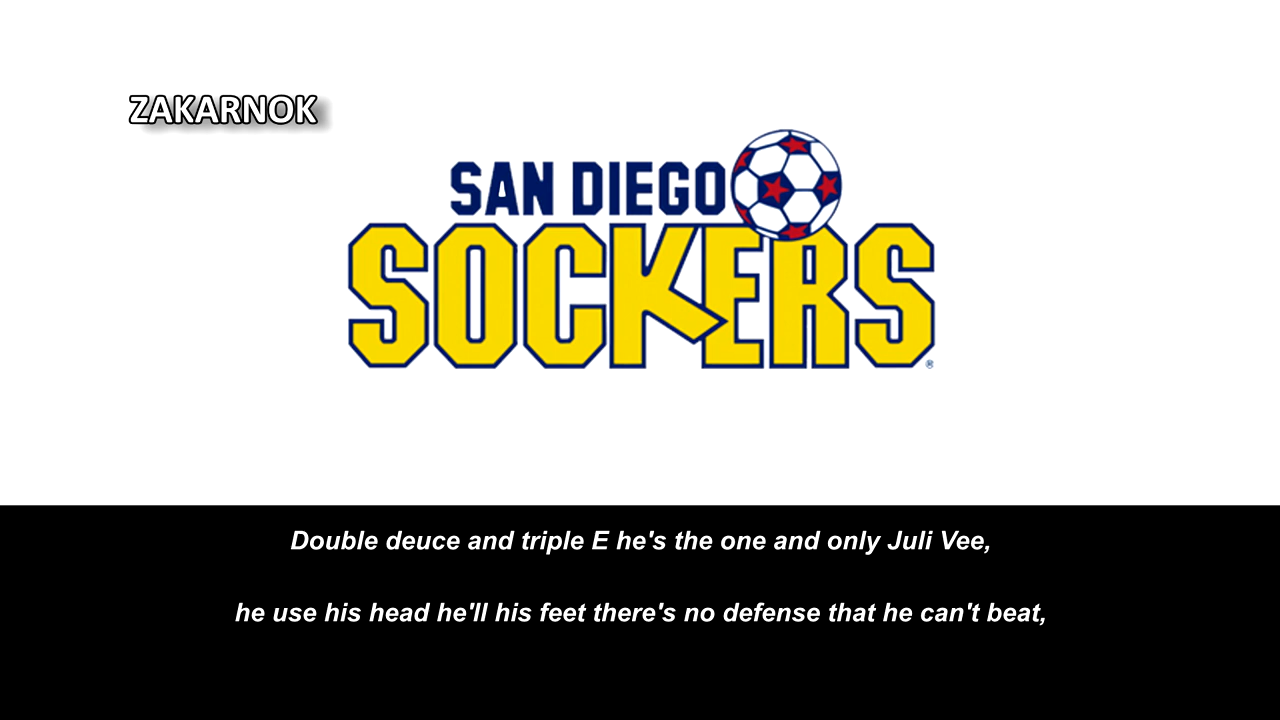 ZAKARNOK
SAN DIEGO
SOCKERS
®
Double deuce and triple E he's the one and only Juli Vee,
he use his head he'll his feet there's no defense that he can't beat,